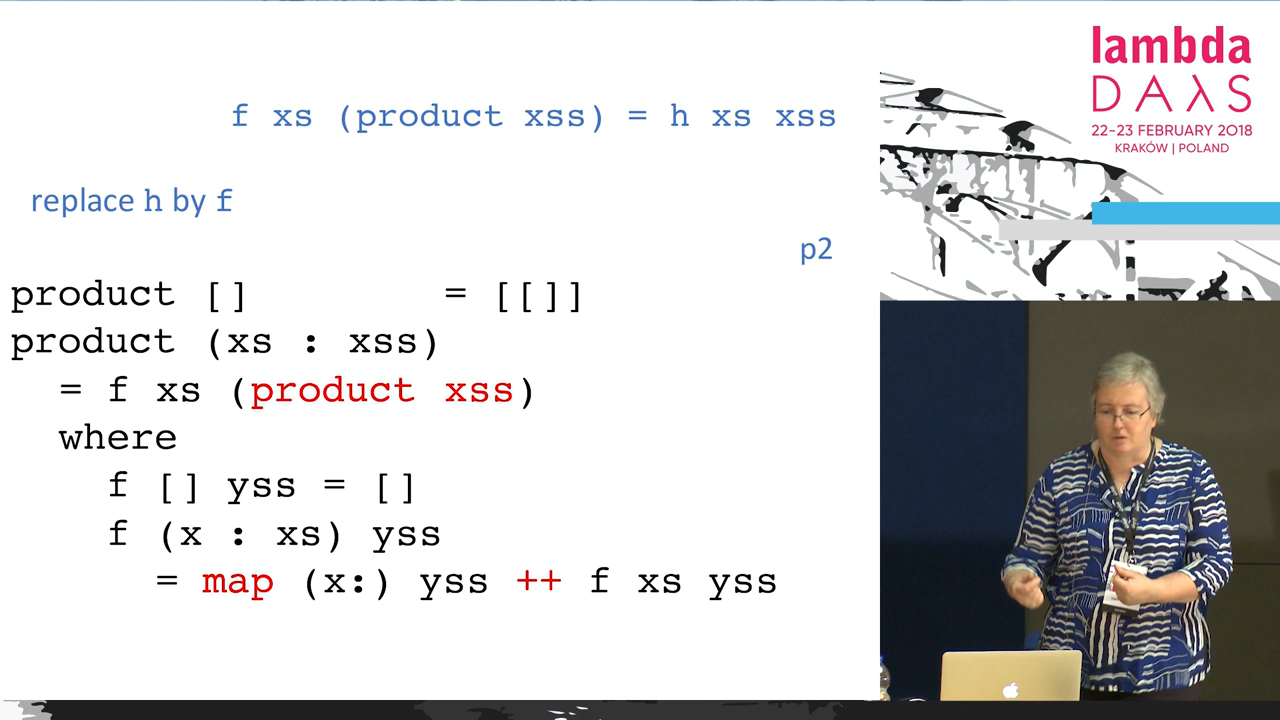 f xs (product xss) = h xs xss
replace h by f
p2
product [] = [[]]
product (xs : xss)
= f xs (product xss)
where
f [] yss = []
f (x : xs) yss
= map (x:) yss ++ f xs yss
lambda
DAλS
22-23 FEBRUARY 2018
KRAKÓW | POLAND